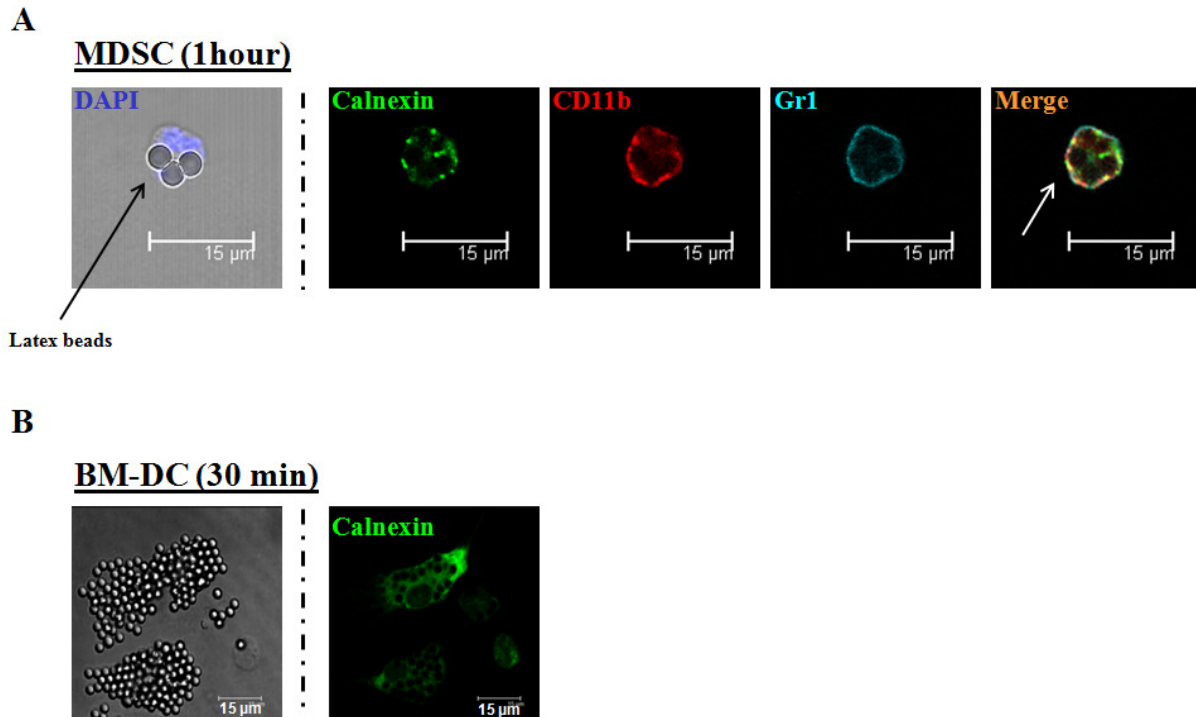 A
MDSC (1hour)
DAPI
Calnexin
CD11b
Gr1
Merge
15 µm
15 µm
15 µm
15 µm
15 µm
Latex beads
B
BM-DC (30 min)
Calnexin
15 µm
15 µm